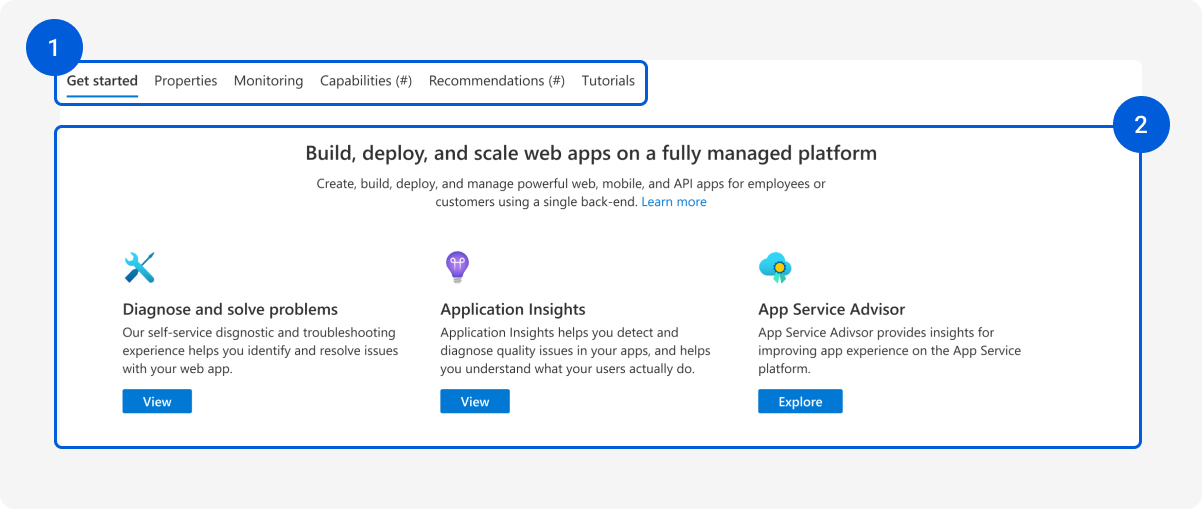 1
Get started Properties Monitoring Capabilities (#) Recommendations (#) Tutorials
2
Build, deploy, and scale web apps on a fully managed platform
Create, build, deploy, and manage powerful web, mobile, and API apps for employees or
customers using a single back-end. Learn more
Diagnose and solve problems
Our self-service disgnostic and troubleshooting
experience helps you identify and resolve issues
with your web app.
View
Application Insights
Application Insights helps you detect and
diagnose quality issues in your apps, and helps
you understand what your users actually do.
View
App Service Advisor
App Service Adivsor provides insights for
improving app experience on the App Service
platform.
Explore